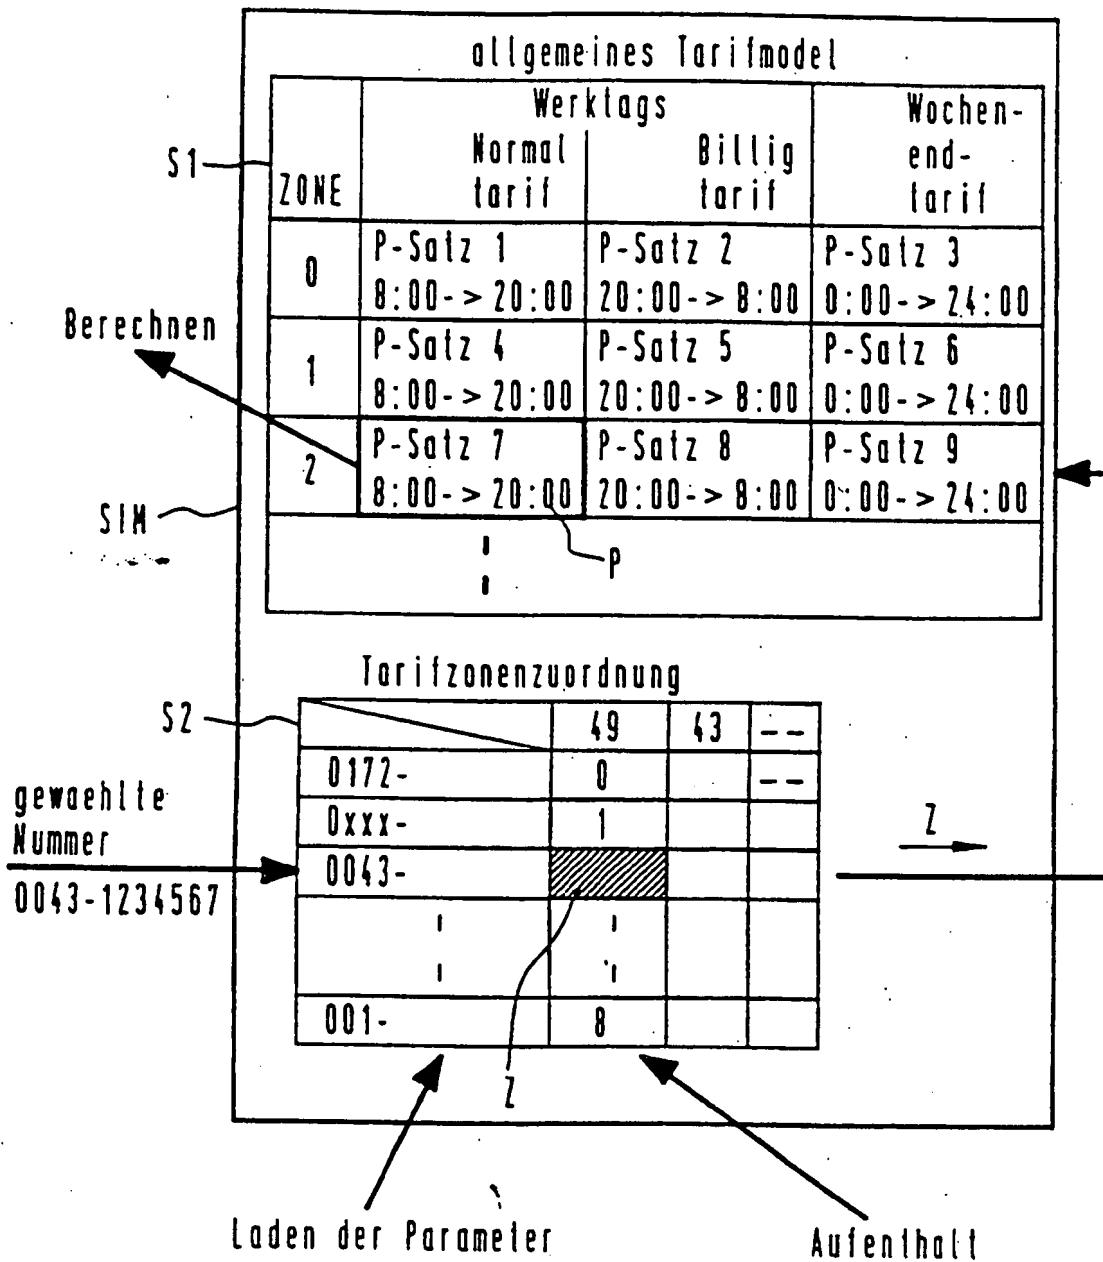 allgemeines Tarifmodel
Werktags
Wochen-
Normal
Billig
end-
S1
ZONE
tarif
tarif
tarif
0
P-Satz 1
P-Satz 2
P-Satz 3
8:00->20:00
20:00->8:00
0:00->24:00
Berechnen
1
P-Satz 4
P-Satz 5
P-Satz 6
8:00->20:00
20:00->8:00
0:00->24:00
2
P-Satz 7
P-Satz 8
P-Satz 9
8:00->20:00
20:00->8:00
0:00->24:00
SIM
P
Tarifzonenzuordnung
S2
49
43
--
0172-
0
--
gewaehlte
Nummer
0xxx-
1
Z
0043-
0043-1234567
001-
8
Z
Laden der Parameter
Aufenthalt